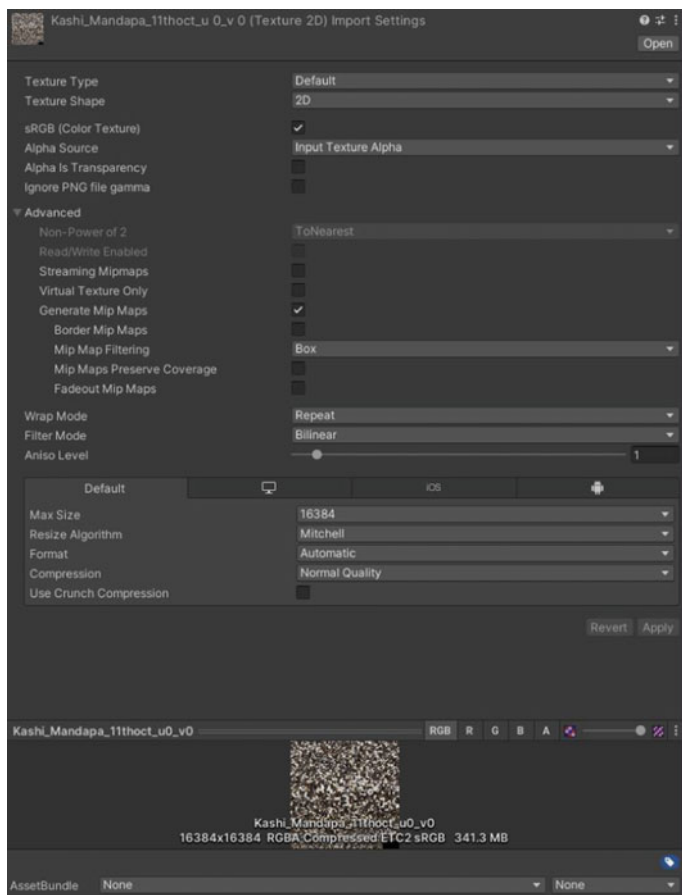 Kashi_Mandapa_11thoct_u 0_v 0 (Texture 2D) Import Settings
Open
Texture Type Default
Texture Shape 2D
sRGB (Color Texture)
Alpha Source Input Texture Alpha
Alpha Is Transparency
Ignore PNG file gamma
Advanced
Non-Power of 2 ToNearest
Read/Write Enabled
Streaming Mipmaps
Virtual Texture Only
Generate Mip Maps
Border Mip Maps
Mip Map Filtering Box
Mip Maps Preserve Coverage
Fadeout Mip Maps
Wrap Mode Repeat
Filter Mode Bilinear
Aniso Level 1
Default iOS
Max Size 16384
Resize Algorithm Mitchell
Format Automatic
Compression Normal Quality
Use Crunch Compression
Revert Apply
Kashi_Mandapa_11thoct_u0_v0 RGB R G B A
Kashi_Mandapa_11thoct_u0_v0
16384x16384 RGBA Compressed ETC2 sRGB 341.3 MB
AssetBundle None None